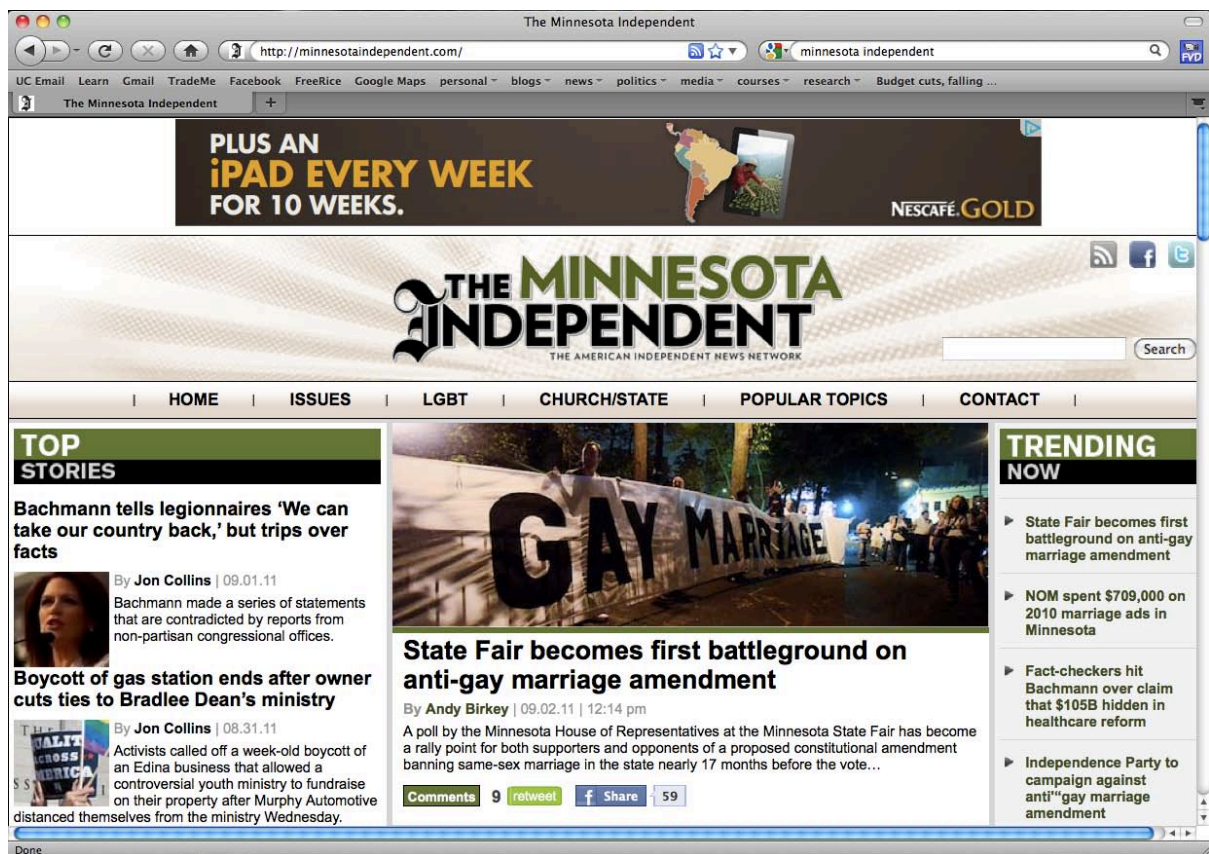 The Minnesota Independent
http://minnesotaindependent.com/
minnesota independent
FVD
UC Email Learn Gmail TradeMe Facebook FreeRice Google Maps personal blogs news politics media courses research Budget cuts, falling ...
The Minnesota Independent
PLUS AN
iPAD EVERY WEEK
FOR 10 WEEKS.
NESCAFÉ. GOLD
THE MINNESOTA
INDEPENDENT
THE AMERICAN INDEPENDENT NEWS NETWORK
Search
| HOME | ISSUES | LGBT | CHURCH/STATE | POPULAR TOPICS | CONTACT |
TOP
STORIES
Bachmann tells legionnaires ‘We can
take our country back,’ but trips over
facts
By Jon Collins | 09.01.11
Bachmann made a series of statements
that are contradicted by reports from
non-partisan congressional offices.
Boycott of gas station ends after owner
cuts ties to Bradlee Dean’s ministry
By Jon Collins | 08.31.11
Activists called off a week-old boycott of
an Edina business that allowed a
controversial youth ministry to fundraise
on their property after Murphy Automotive
distanced themselves from the ministry Wednesday.
GAY MARRIAGE
State Fair becomes first battleground on
anti-gay marriage amendment
By Andy Birkey | 09.02.11 | 12:14 pm
A poll by the Minnesota House of Representatives at the Minnesota State Fair has become
a rally point for both supporters and opponents of a proposed constitutional amendment
banning same-sex marriage in the state nearly 17 months before the vote…
Comments 9 retweet f Share 59
TRENDING
NOW
State Fair becomes first
battleground on anti-gay
marriage amendment
NOM spent $709,000 on
2010 marriage ads in
Minnesota
Fact-checkers hit
Bachmann over claim
that $105B hidden in
healthcare reform
Independence Party to
campaign against
anti'"gay marriage
amendment
Done